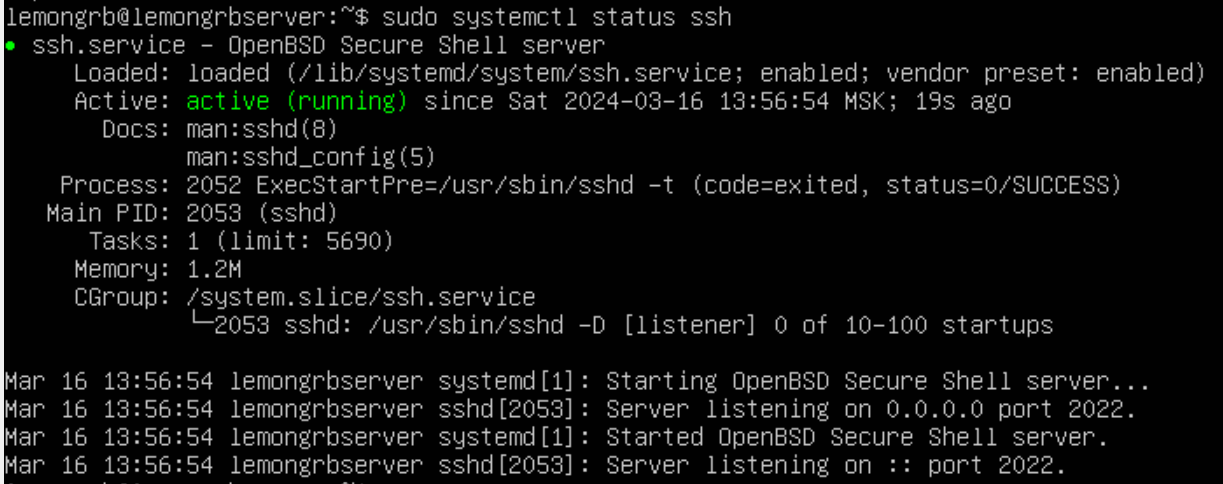 lemongrb@lemongrbserver:~$ sudo systemctl status ssh
● ssh.service – OpenBSD Secure Shell server
Loaded: loaded (/lib/systemd/system/ssh.service; enabled; vendor preset: enabled)
Active: active (running) since Sat 2024-03-16 13:56:54 MSK; 19s ago
Docs: man:sshd(8)
man:sshd_config(5)
Process: 2052 ExecStartPre=/usr/sbin/sshd -t (code=exited, status=0/SUCCESS)
Main PID: 2053 (sshd)
Tasks: 1 (limit: 5690)
Memory: 1.2M
CGroup: /system.slice/ssh.service
└─2053 sshd: /usr/sbin/sshd -D [listener] 0 of 10-100 startups
Mar 16 13:56:54 lemongrbserver systemd[1]: Starting OpenBSD Secure Shell server...
Mar 16 13:56:54 lemongrbserver sshd[2053]: Server listening on 0.0.0.0 port 2022.
Mar 16 13:56:54 lemongrbserver systemd[1]: Started OpenBSD Secure Shell server.
Mar 16 13:56:54 lemongrbserver sshd[2053]: Server listening on :: port 2022.